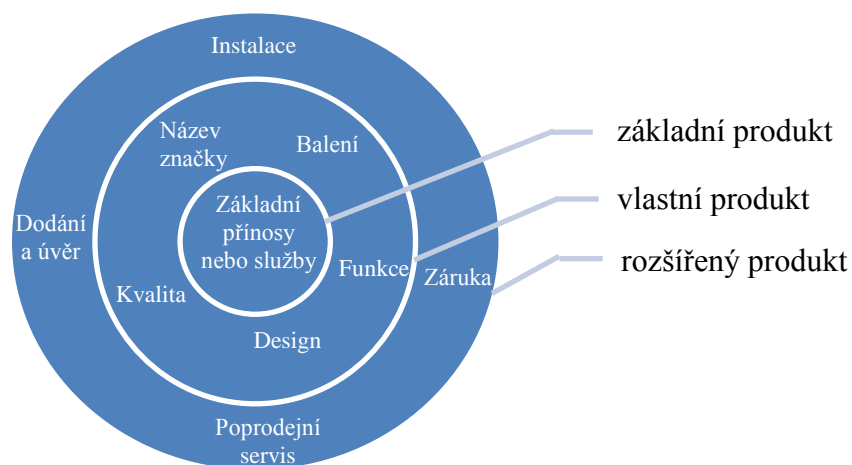 Instalace
Název
značky
Balení
základní produkt
Základní
přínosy
nebo služby
vlastní produkt
Dodání
a úvěr
Funkce
Záruka
rozšířený produkt
Kvalita
Design
Poprodejní
servis